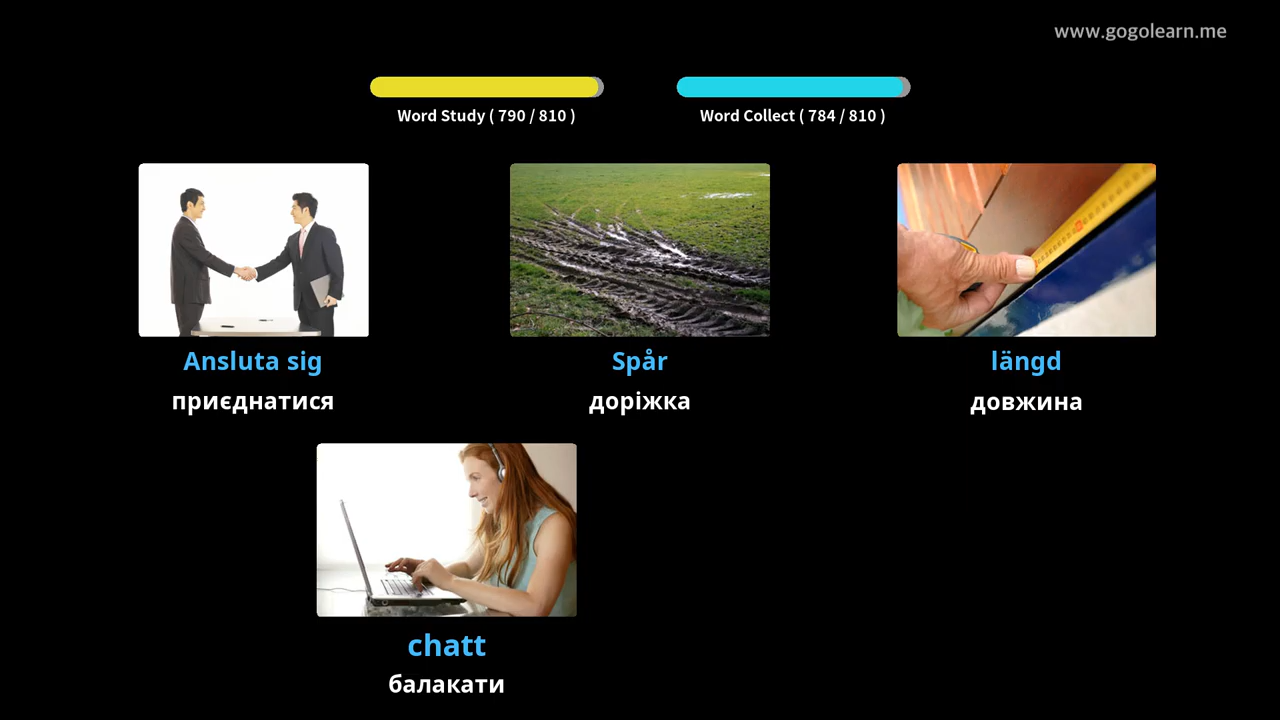 www.gogolearn.me
Word Study ( 790 / 810 )
Word Collect ( 784 / 810 )
Ansluta sig
приєднатися
Spår
доріжка
längd
довжина
chatt
балакати